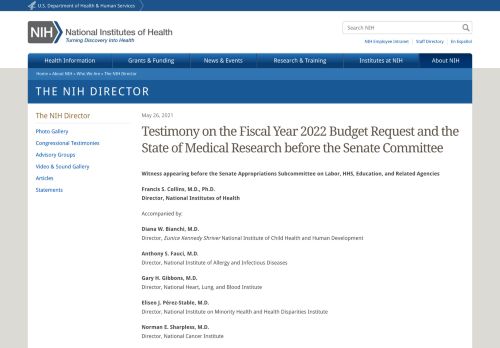 U.S. Department of Health & Human Services
NIH National Institutes of Health
Turning Discovery Into Health
Search NIH
NIH Employee Intranet | Staff Directory | En Español
Health Information Grants & Funding News & Events Research & Training Institutes at NIH About NIH
Home » About NIH » Who We Are » The NIH Director
THE NIH DIRECTOR
The NIH Director
Photo Gallery
Congressional Testimonies
Advisory Groups
Video & Sound Gallery
Articles
Statements
May 26, 2021
Testimony on the Fiscal Year 2022 Budget Request and the
State of Medical Research before the Senate Committee
Witness appearing before the Senate Appropriations Subcommittee on Labor, HHS, Education, and Related Agencies
Francis S. Collins, M.D., Ph.D.
Director, National Institutes of Health
Accompanied by:
Diana W. Bianchi, M.D.
Director, Eunice Kennedy Shriver National Institute of Child Health and Human Development
Anthony S. Fauci, M.D.
Director, National Institute of Allergy and Infectious Diseases
Gary H. Gibbons, M.D.
Director, National Heart, Lung, and Blood Institute
Eliseo J. Pérez-Stable, M.D.
Director, National Institute on Minority Health and Health Disparities Institute
Norman E. Sharpless, M.D.
Director, National Cancer Institute